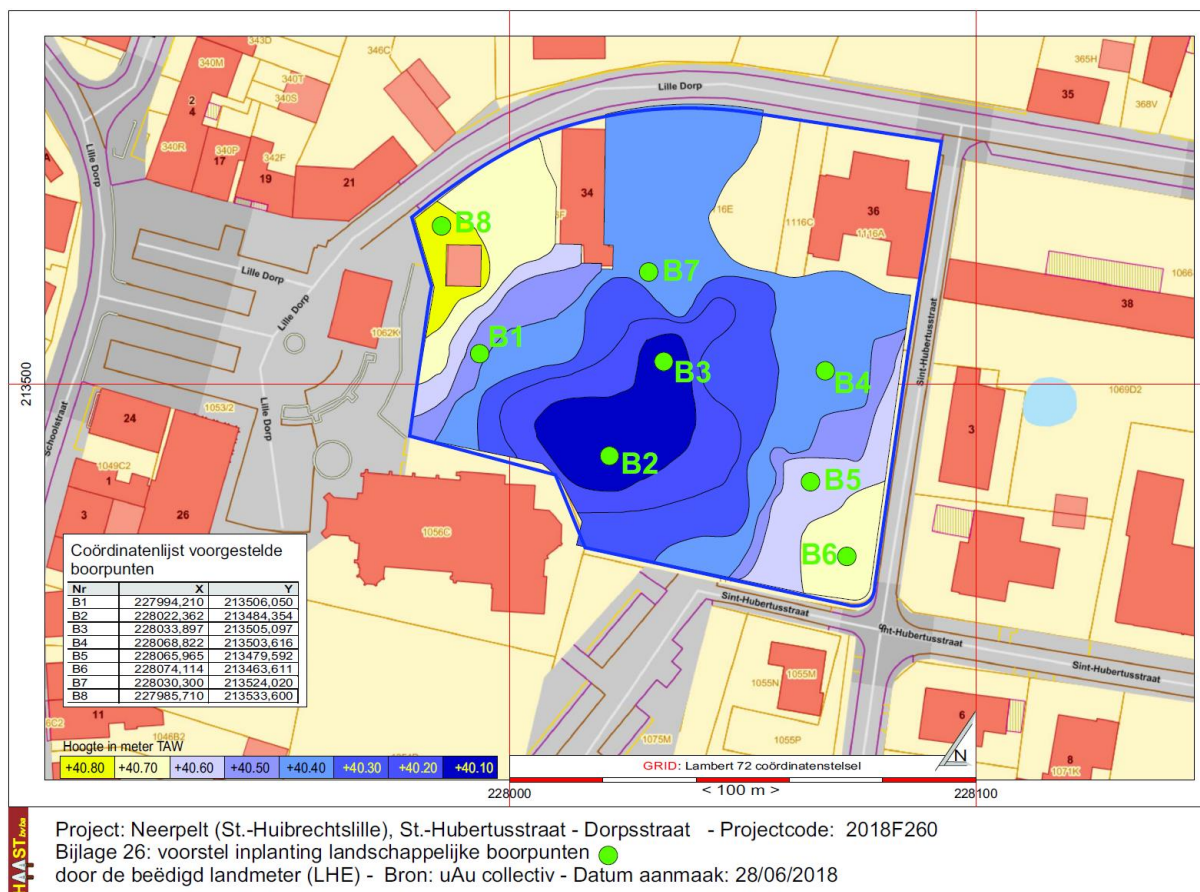 343D
346C
340M
340T
340S
365H
35
368V
2
4
340R
340P
17
342F
19
21
Lille Dorp
Lille Dorp
34
116E
1116C
36
1116A
B8
B7
1066
38
Lille Dorp
Lille Dorp
1062K
B1
B3
B4
Sint-Hubertusstraat
213500
1069D2
24
1053/2
Lille Dorp
3
Schoolstraat
1049C2
1
B2
B5
3
26
1056C
B6
Sint-Hubertusstraat
int-Hubertusstraat
Sint-Hubertusstraat
Coördinatenlijst voorgestelde
boorpunten
Nr X Y
B1 227994,210 213506,050
B2 228022,362 213484,354
B3 228033,897 213505,097
B4 228068,822 213503,616
B5 228065,965 213479,592
B6 228074,114 213463,611
B7 228030,300 213524,020
B8 227985,710 213533,600
1055N
1055M
11
1046B2
1075M
1055P
6
8
1071K
Hoogte in meter TAW
+40.80 +40.70 +40.60 +40.50 +40.40 +40.30 +40.20 +40.10
GRID: Lambert 72 coördinatenstelsel
N
228000
< 100 m >
228100
HAAST bvba
Project: Neerpelt (St.-Huibrechtslille), St.-Hubertusstraat - Dorpsstraat - Projectcode: 2018F260
Bijlage 26: voorstel inplanting landschappelijke boorpunten
door de beëdigd landmeter (LHE) - Bron: uAu collectiv - Datum aanmaak: 28/06/2018